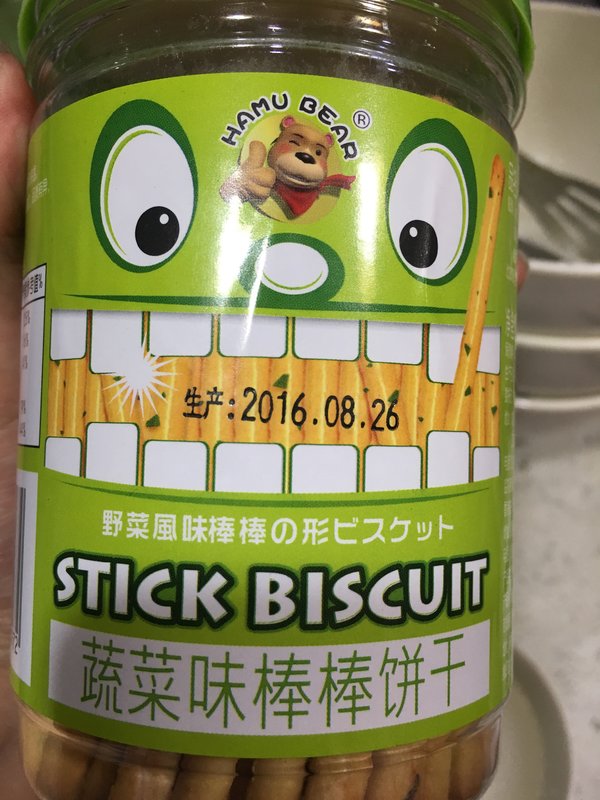 HAMU BEAR®
生产:2016.08.26
野菜風味棒棒の形ビスケット
STICK BISCUIT
蔬菜味棒棒饼干